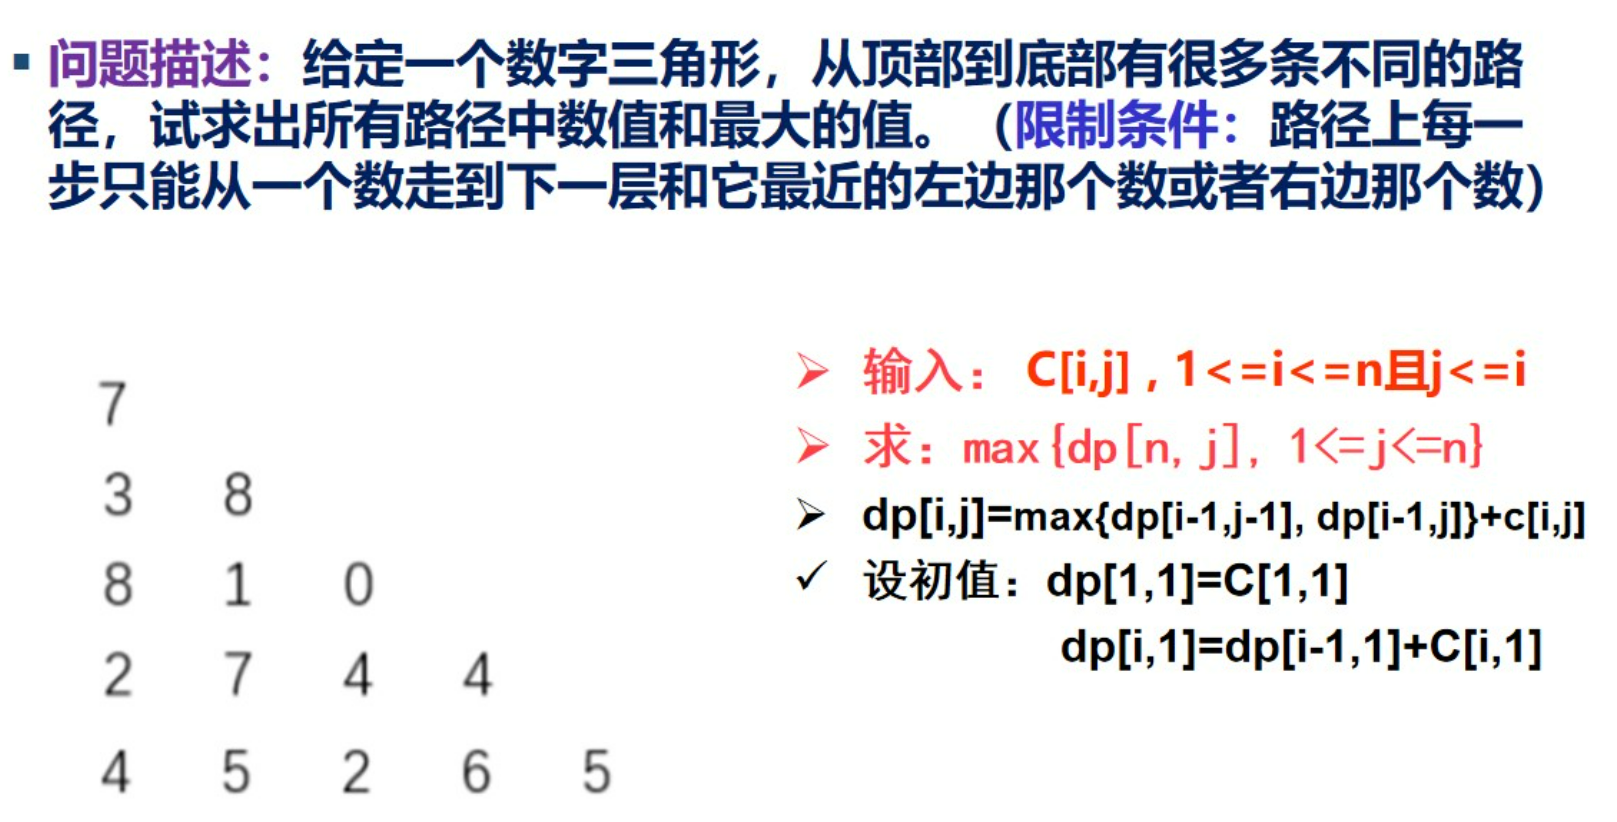 ▪ 问题描述：给定一个数字三角形，从顶部到底部有很多条不同的路
径，试求出所有路径中数值和最大的值。（限制条件：路径上每一
步只能从一个数走到下一层和它最近的左边那个数或者右边那个数）
7
3 8
8 1 0
2 7 4 4
4 5 2 6 5
➢ 输入： C[i,j] , 1<=i<=n且j<=i
➢ 求：max{dp[n, j], 1<=j<=n}
➢ dp[i,j]=max{dp[i-1,j-1], dp[i-1,j]}+c[i,j]
✓ 设初值：dp[1,1]=C[1,1]
dp[i,1]=dp[i-1,1]+C[i,1]